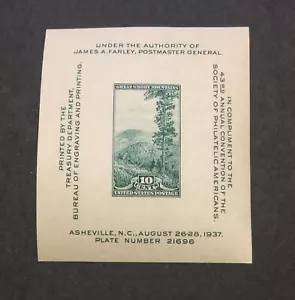 UNDER THE AUTHORITY OF
JAMES A. FARLEY, POSTMASTER GENERAL
PRINTED BY THE
TREASURY DEPARTMENT,
BUREAU OF ENGRAVING AND PRINTING.
GREAT SMOKY MOUNTAINS
10
CENTS
UNITED STATES POSTAGE
IN COMPLIMENT TO THE
43RD ANNUAL CONVENTION OF THE
SOCIETY OF PHILATELIC AMERICANS.
ASHEVILLE, N.C., AUGUST 26-28, 1937.
PLATE NUMBER 21696